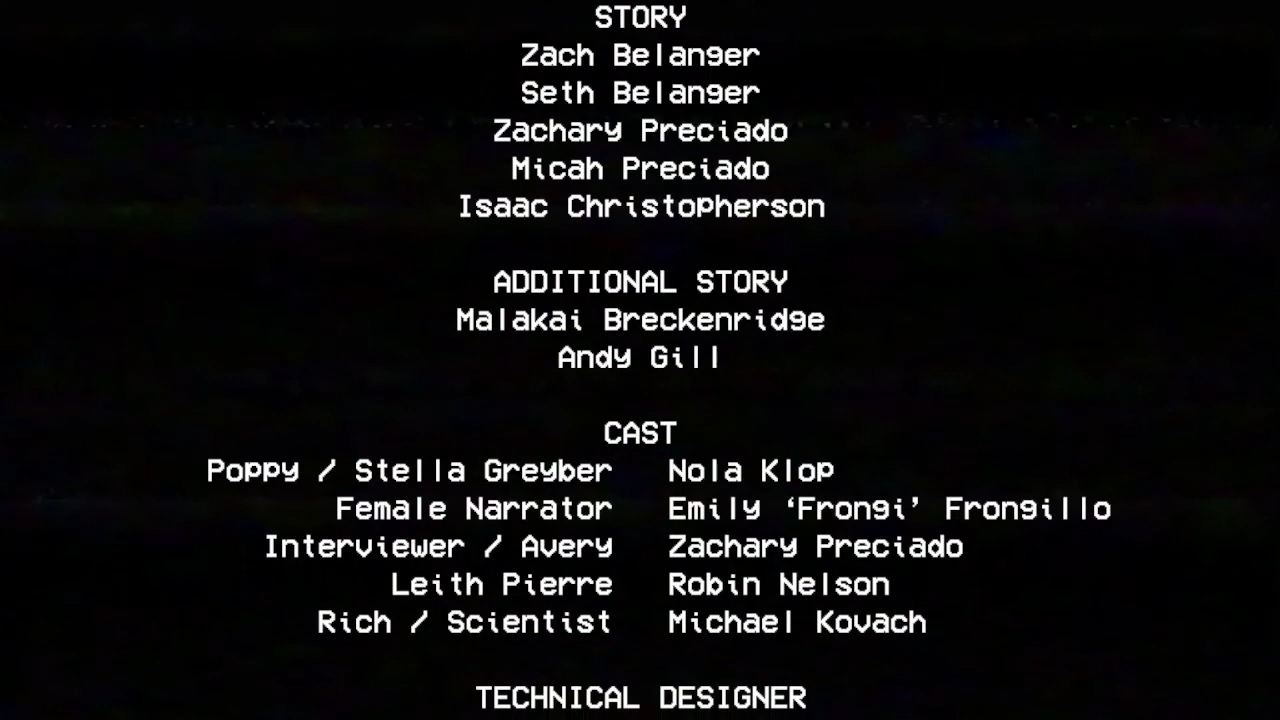 STORY
Zach Belanger
Seth Belanger
Zachary Preciado
Micah Preciado
Isaac Christopherson
ADDITIONAL STORY
Malakai Breckenridge
Andy Gill
CAST
Poppy / Stella Greyber Nola Klop
Female Narrator Emily ‘Frongi’ Frongillo
Interviewer / Avery Zachary Preciado
Leith Pierre Robin Nelson
Rich / Scientist Michael Kovach
TECHNICAL DESIGNER